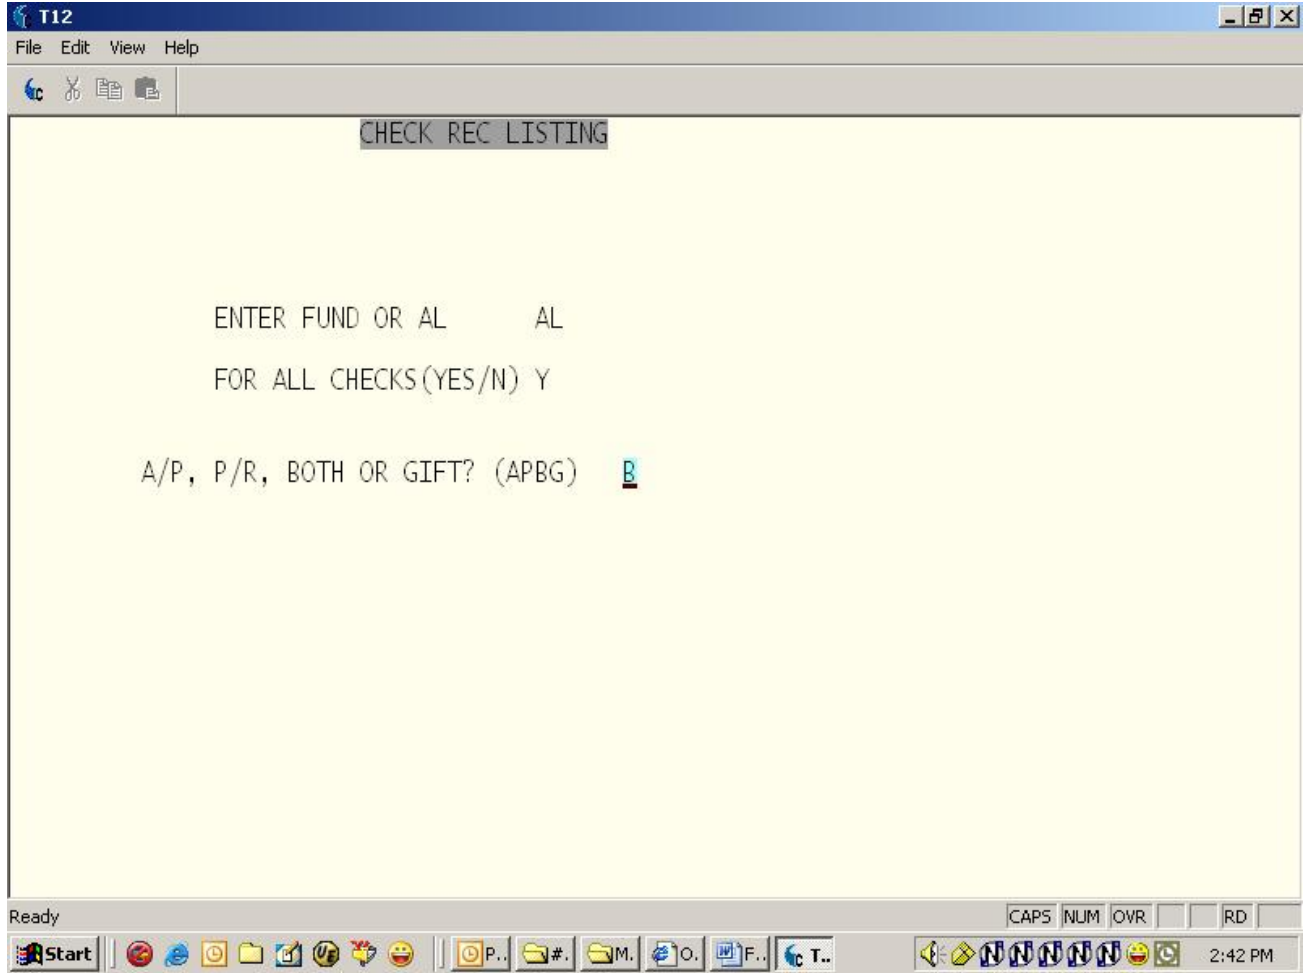 T12
File Edit View Help
CHECK REC LISTING
ENTER FUND OR AL AL
FOR ALL CHECKS(YES/N) Y
A/P, P/R, BOTH OR GIFT? (APBG) B
Ready CAPS NUM OVR RD
Start P.. #. M. O. F.. T.. 2:42 PM